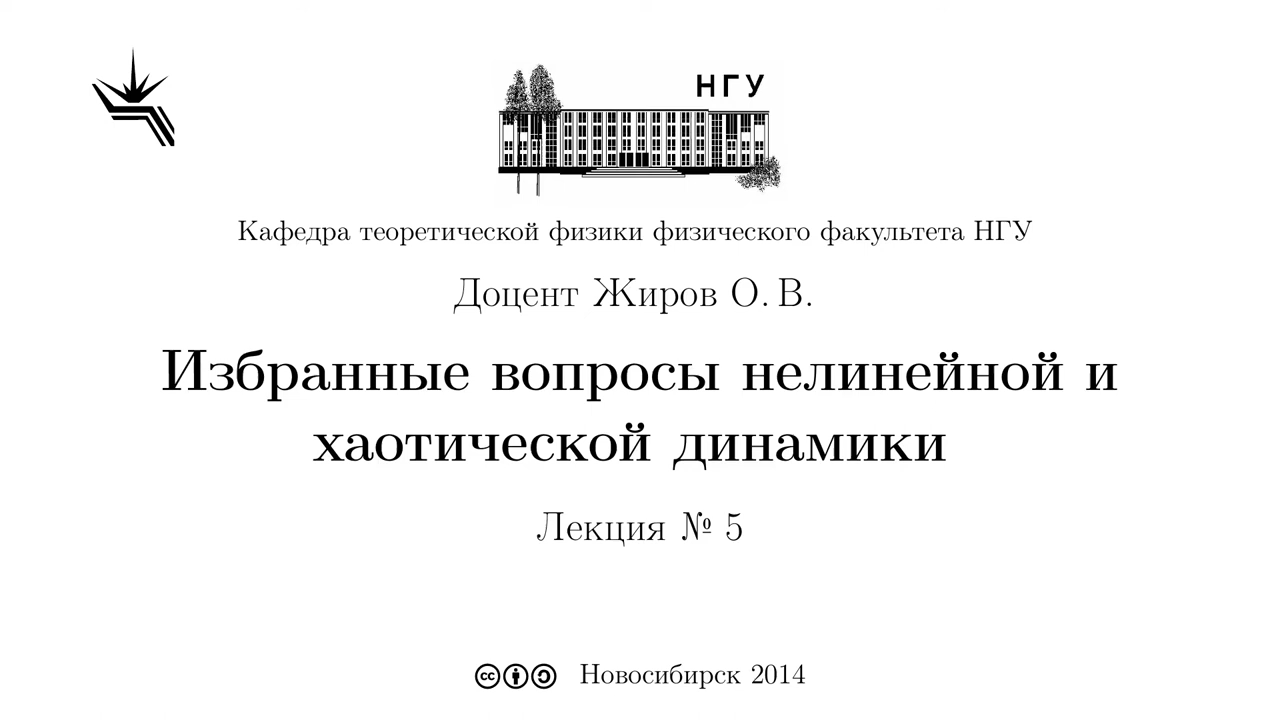 НГУ
Кафедра теоретической физики физического факультета НГУ
Доцент Жиров О. В.
Избранные вопросы нелинейной и
хаотической динамики
Лекция № 5
cc Новосибирск 2014